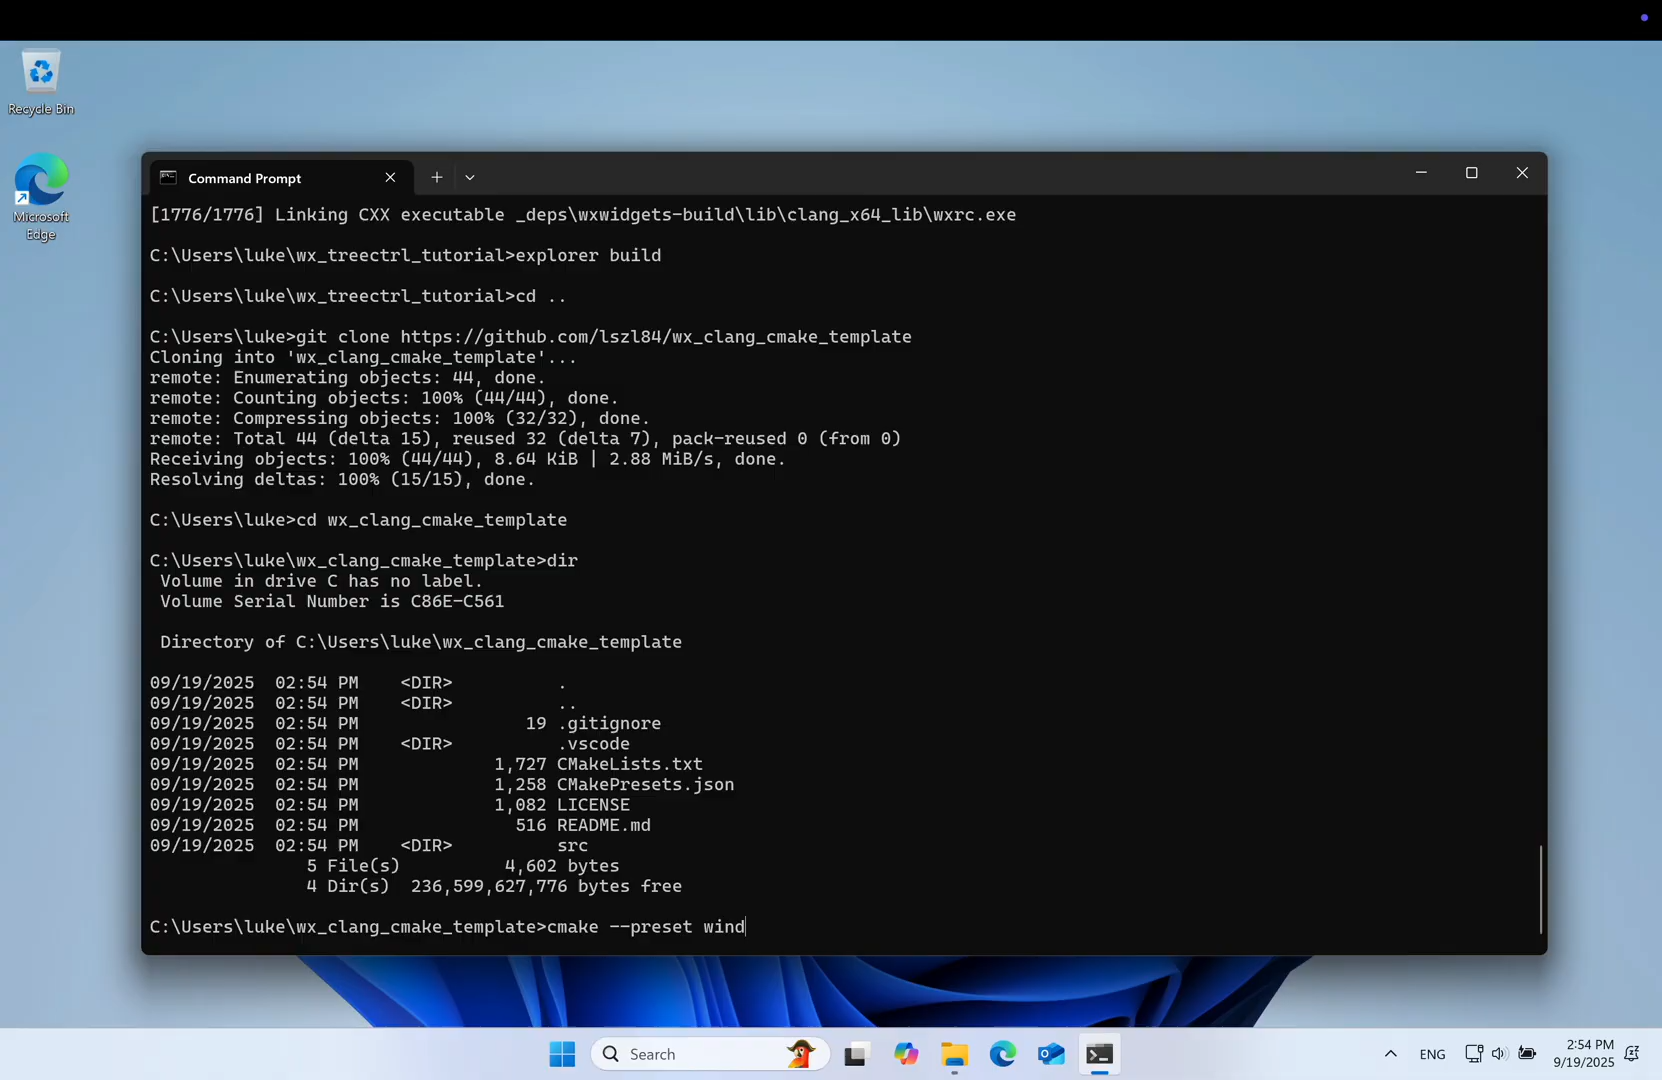 Recycle Bin
Microsoft
Edge
Command Prompt
[1776/1776] Linking CXX executable _deps\wxwidgets-build\lib\clang_x64_lib\wxrc.exe
C:\Users\luke\wx_treectrl_tutorial>explorer build
C:\Users\luke\wx_treectrl_tutorial>cd ..
C:\Users\luke>git clone https://github.com/lszl84/wx_clang_cmake_template
Cloning into 'wx_clang_cmake_template'...
remote: Enumerating objects: 44, done.
remote: Counting objects: 100% (44/44), done.
remote: Compressing objects: 100% (32/32), done.
remote: Total 44 (delta 15), reused 32 (delta 7), pack-reused 0 (from 0)
Receiving objects: 100% (44/44), 8.64 KiB | 2.88 MiB/s, done.
Resolving deltas: 100% (15/15), done.
C:\Users\luke>cd wx_clang_cmake_template
C:\Users\luke\wx_clang_cmake_template>dir
Volume in drive C has no label.
Volume Serial Number is C86E-C561
Directory of C:\Users\luke\wx_clang_cmake_template
09/19/2025  02:54 PM    <DIR>          .
09/19/2025  02:54 PM    <DIR>          ..
09/19/2025  02:54 PM                19 .gitignore
09/19/2025  02:54 PM    <DIR>          .vscode
09/19/2025  02:54 PM             1,727 CMakeLists.txt
09/19/2025  02:54 PM             1,258 CMakePresets.json
09/19/2025  02:54 PM             1,082 LICENSE
09/19/2025  02:54 PM               516 README.md
09/19/2025  02:54 PM    <DIR>          src
5 File(s)          4,602 bytes
4 Dir(s)  236,599,627,776 bytes free
C:\Users\luke\wx_clang_cmake_template>cmake --preset wind
Search
ENG
2:54 PM
9/19/2025